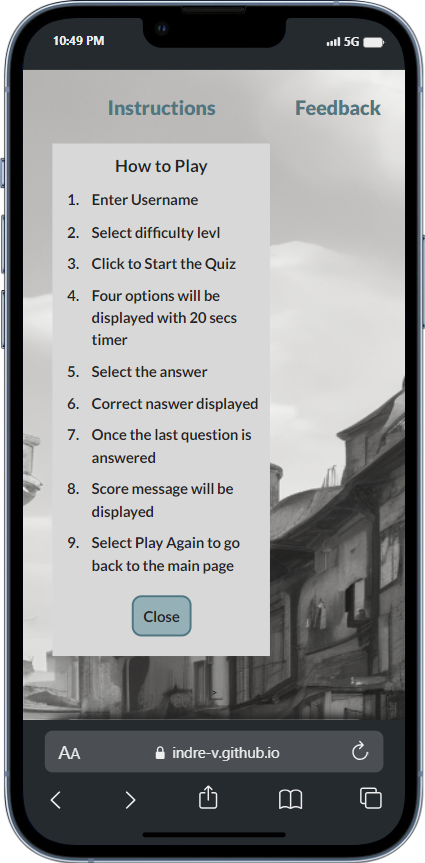 10:49 PM
5G
Instructions
Feedback
How to Play
1. Enter Username
2. Select difficulty levl
3. Click to Start the Quiz
4. Four options will be
displayed with 20 secs
timer
5. Select the answer
6. Correct naswer displayed
7. Once the last question is
answered
8. Score message will be
displayed
9. Select Play Again to go
back to the main page
Close
>
AA
indre-v.github.io